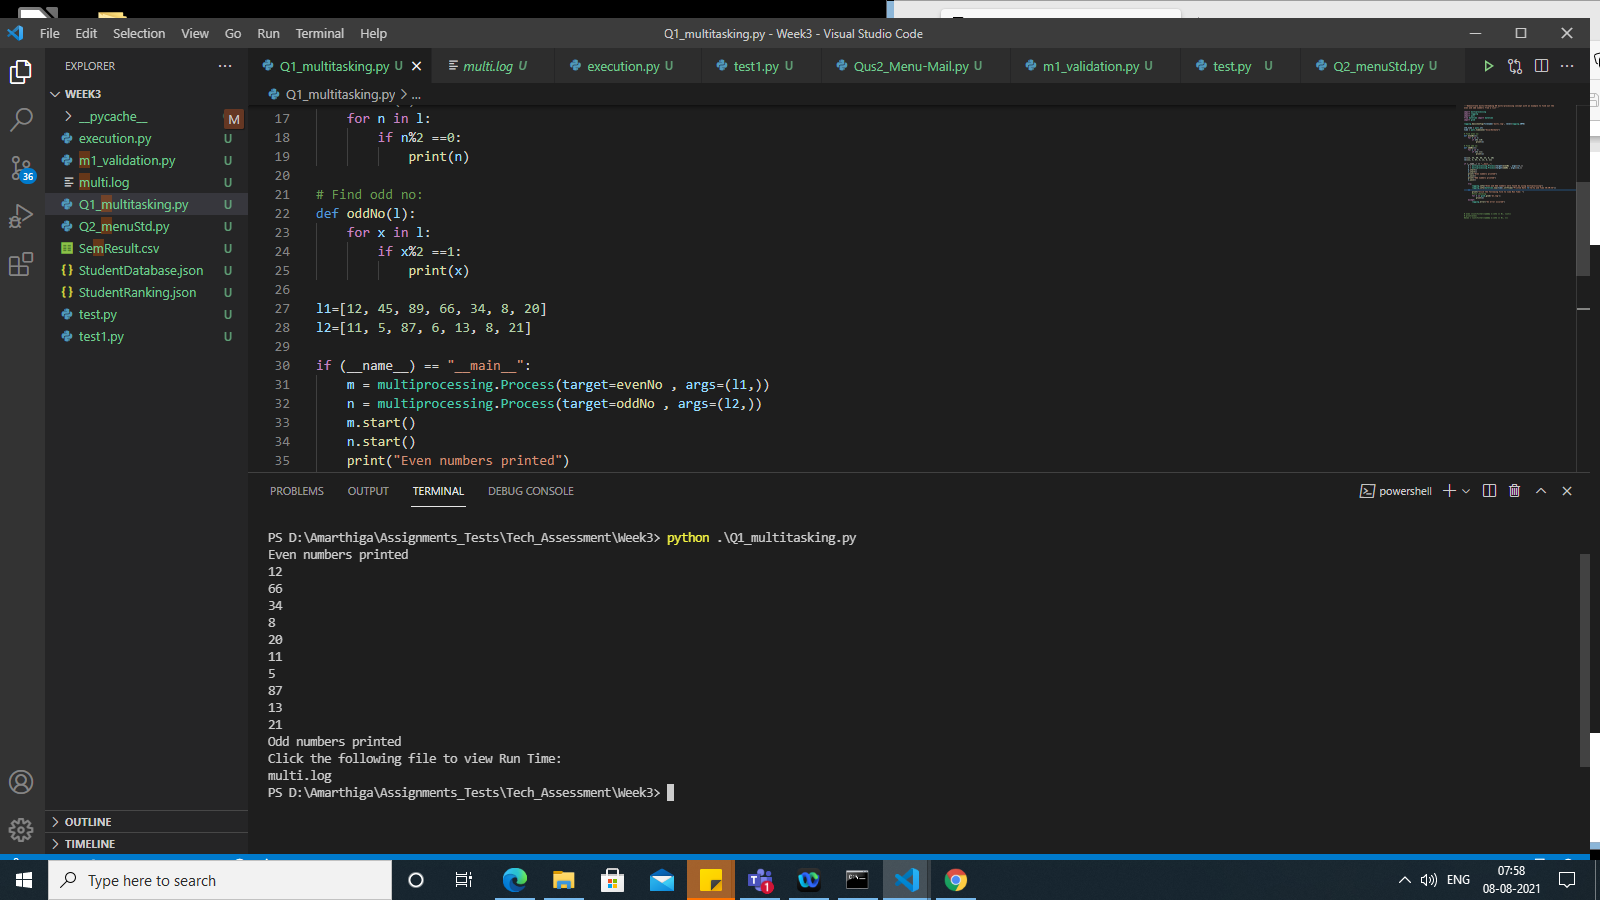 File Edit Selection View Go Run Terminal Help
Q1_multitasking.py - Week3 - Visual Studio Code
EXPLORER ···
Q1_multitasking.py U
multi.log U
execution.py U
test1.py U
Qus2_Menu-Mail.py U
m1_validation.py U
test.py U
Q2_menuStd.py U
WEEK3
Q1_multitasking.py > ...
__pycache__ M
execution.py U
m1_validation.py U
multi.log U
Q1_multitasking.py U
Q2_menuStd.py U
SemResult.csv U
StudentDatabase.json U
StudentRanking.json U
test.py U
test1.py U
36
17 for n in l:
18 if n%2 ==0:
19 print(n)
20
21 # Find odd no:
22 def oddNo(l):
23 for x in l:
24 if x%2 ==1:
25 print(x)
26
27 l1=[12, 45, 89, 66, 34, 8, 20]
28 l2=[11, 5, 87, 6, 13, 8, 21]
29
30 if (__name__) == "__main__":
31 m = multiprocessing.Process(target=evenNo , args=(l1,))
32 n = multiprocessing.Process(target=oddNo , args=(l2,))
33 m.start()
34 n.start()
35 print("Even numbers printed")
PROBLEMS OUTPUT TERMINAL DEBUG CONSOLE
powershell
PS D:\Amarthiga\Assignments_Tests\Tech_Assessment\Week3> python .\Q1_multitasking.py
Even numbers printed
12
66
34
8
20
11
5
87
13
21
Odd numbers printed
Click the following file to view Run Time:
multi.log
PS D:\Amarthiga\Assignments_Tests\Tech_Assessment\Week3>
OUTLINE
TIMELINE
Type here to search
1
ENG
07:58
08-08-2021